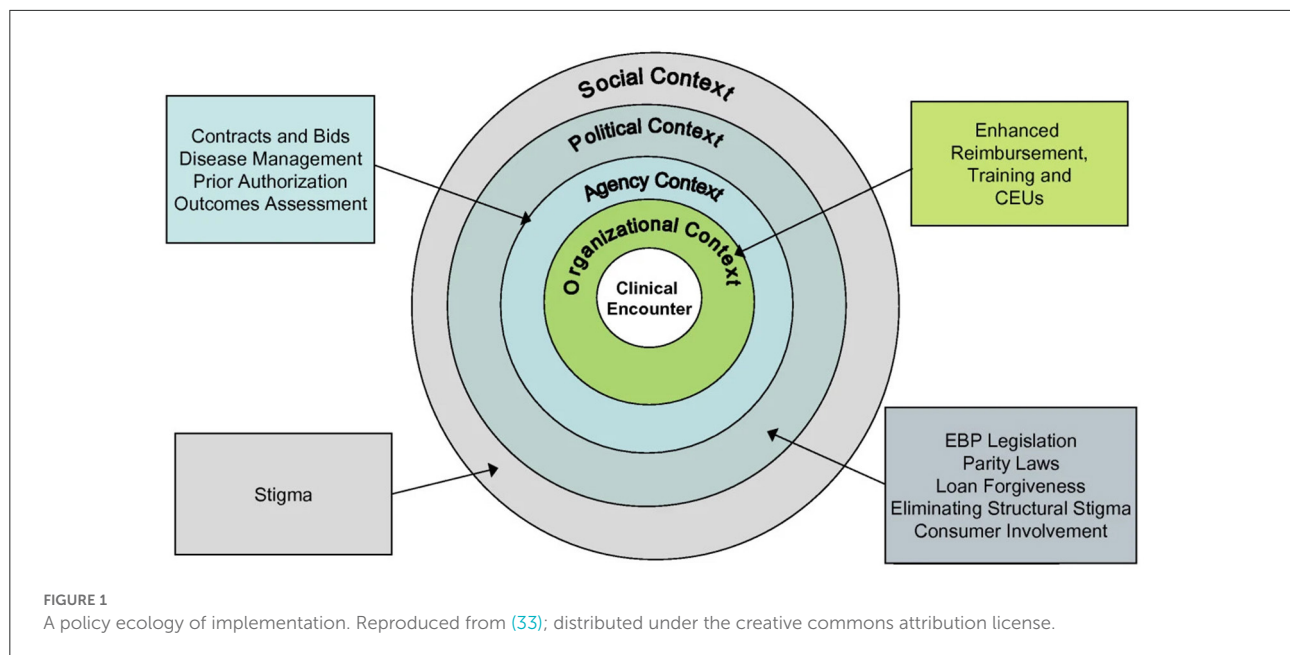 Social Context
Political Context
Agency Context
Organizational Context
Clinical
Encounter
Contracts and Bids
Disease Management
Prior Authorization
Outcomes Assessment
Enhanced
Reimbursement,
Training and
CEUs
Stigma
EBP Legislation
Parity Laws
Loan Forgiveness
Eliminating Structural Stigma
Consumer Involvement
FIGURE 1
A policy ecology of implementation. Reproduced from (33); distributed under the creative commons attribution license.